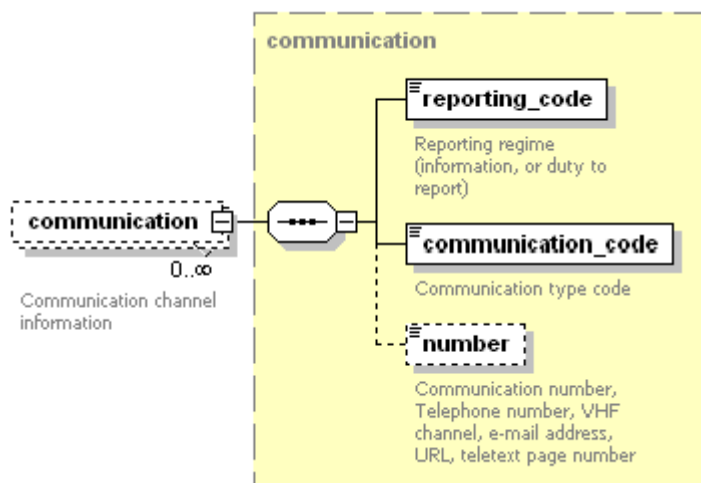 communication
reporting_code
Reporting regime
(information, or duty to
report)
communication
0..∞
Communication channel
information
communication_code
Communication type code
number
Communication number,
Telephone number, VHF
channel, e-mail address,
URL, teletext page number